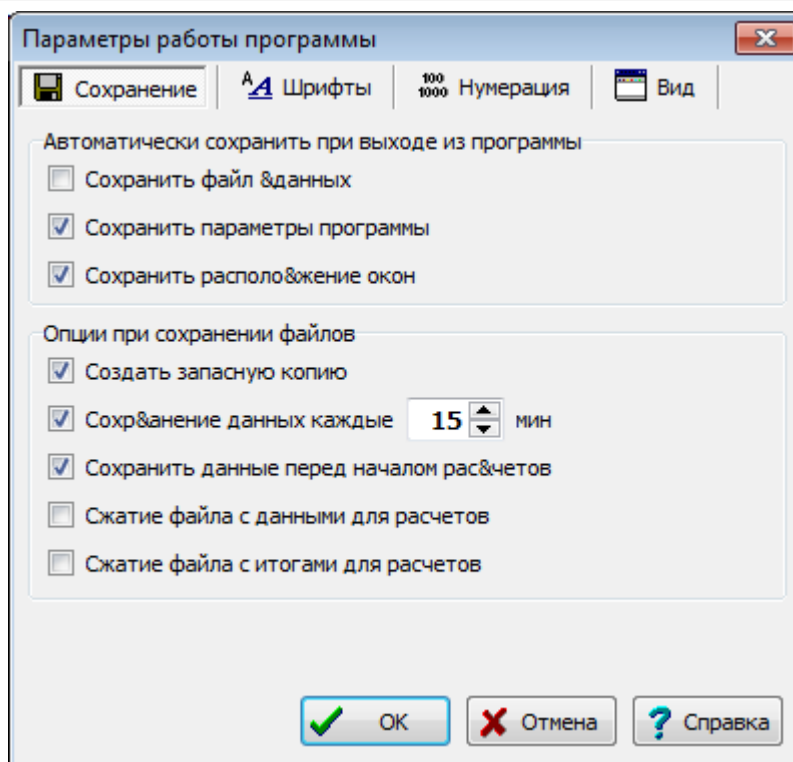 Параметры работы программы
Сохранение AA Шрифты 100 1000 Нумерация Вид
Автоматически сохранить при выходе из программы
Сохранить файл &данных
Сохранить параметры программы
Сохранить располо&жение окон
Опции при сохранении файлов
Создать запасную копию
Сохр&анение данных каждые 15 мин
Сохранить данные перед началом рас&четов
Сжатие файла с данными для расчетов
Сжатие файла с итогами для расчетов
OK Отмена ? Справка